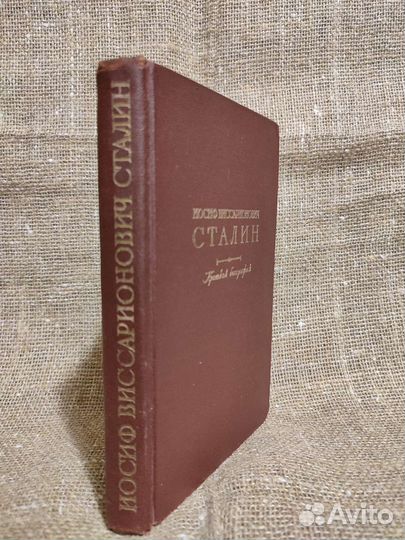 ИОСИФ ВИССАРИОНОВИЧ СТАЛИН
ИОСИФ ВИССАРИОНОВИЧ
СТАЛИН
Краткая биография
Avito